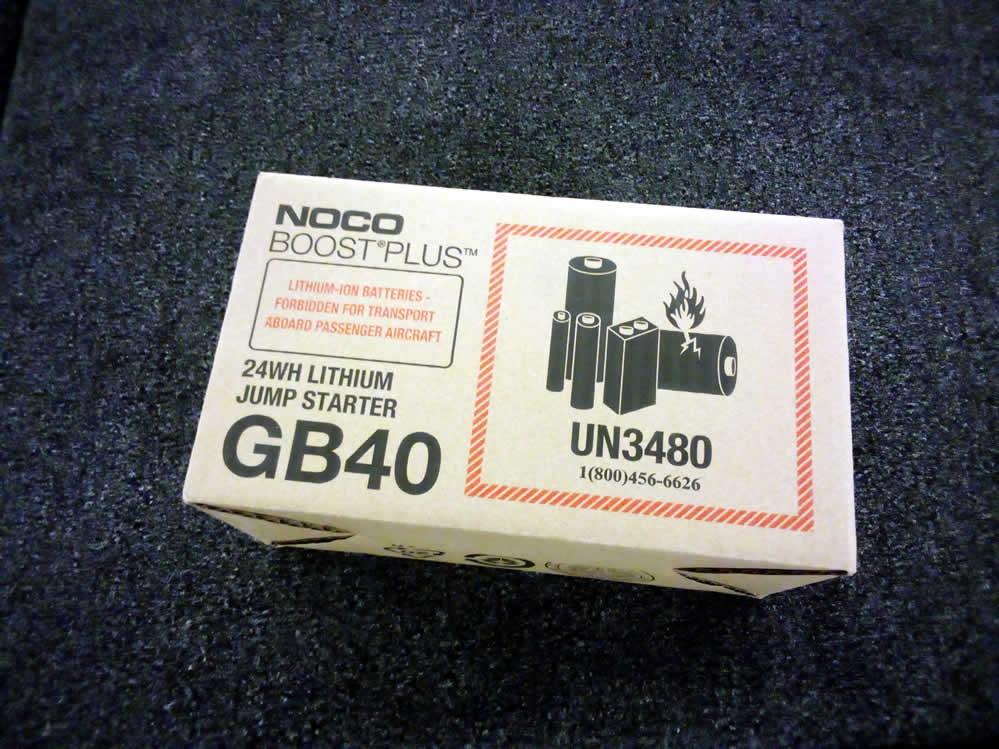 NOCO
BOOST®PLUS™
LITHIUM-ION BATTERIES -
FORBIDDEN FOR TRANSPORT
ABOARD PASSENGER AIRCRAFT
24WH LITHIUM
JUMP STARTER
GB40
UN3480
1(800)456-6626